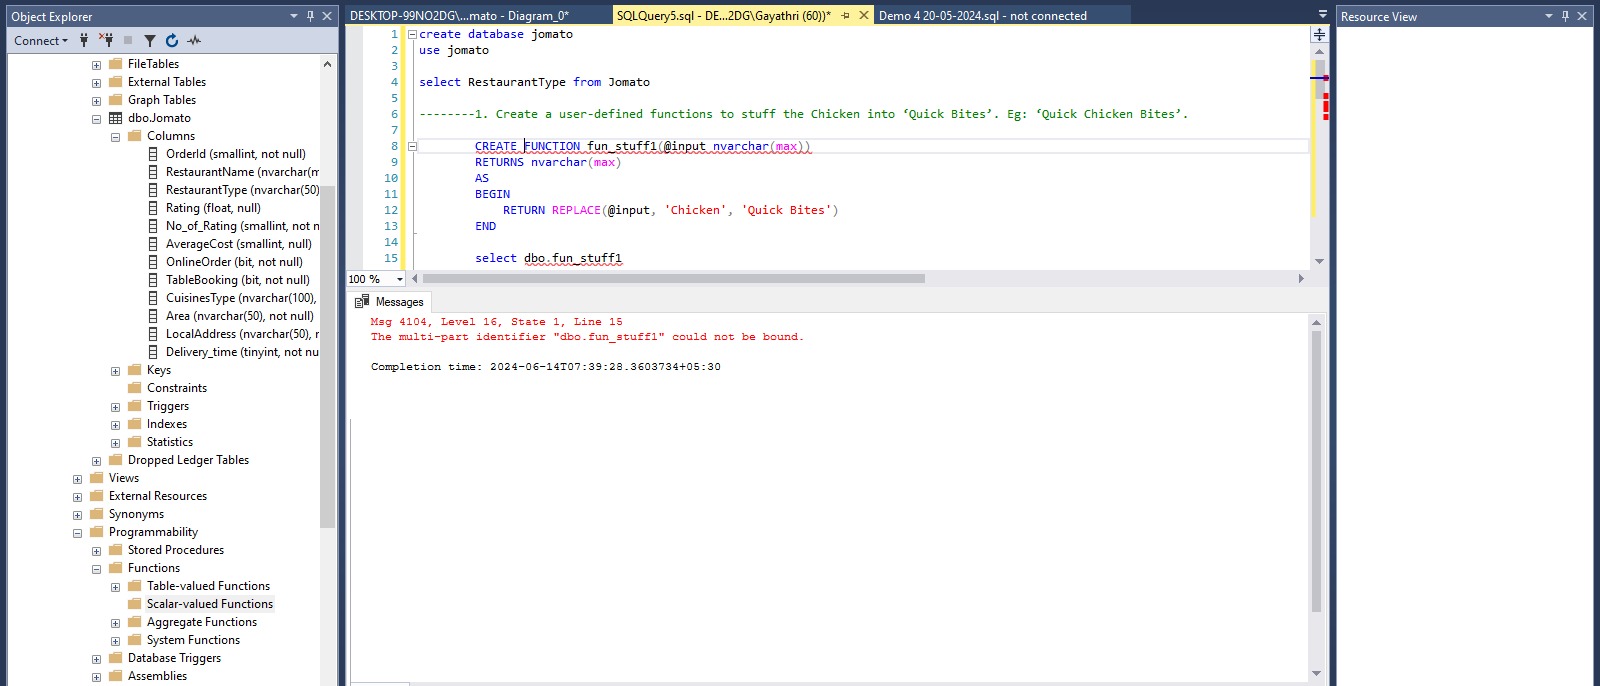 Object Explorer
Connect
FileTables
External Tables
Graph Tables
dbo.Jomato
Columns
OrderId (smallint, not null)
RestaurantName (nvarchar(m
RestaurantType (nvarchar(50)
Rating (float, null)
No_of_Rating (smallint, not n
AverageCost (smallint, null)
OnlineOrder (bit, not null)
TableBooking (bit, not null)
CuisinesType (nvarchar(100),
Area (nvarchar(50), not null)
LocalAddress (nvarchar(50), r
Delivery_time (tinyint, not nu
Keys
Constraints
Triggers
Indexes
Statistics
Dropped Ledger Tables
Views
External Resources
Synonyms
Programmability
Stored Procedures
Functions
Table-valued Functions
Scalar-valued Functions
Aggregate Functions
System Functions
Database Triggers
Assemblies
DESKTOP-99NO2DG\...mato - Diagram_0* SQLQuery5.sql - DE...2DG\Gayathri (60))* Demo 4 20-05-2024.sql - not connected
1 create database jomato
2 use jomato
3
4 select RestaurantType from Jomato
5
6 --------1. Create a user-defined functions to stuff the Chicken into ‘Quick Bites’. Eg: ‘Quick Chicken Bites’.
7
8 CREATE FUNCTION fun_stuff1(@input nvarchar(max))
9 RETURNS nvarchar(max)
10 AS
11 BEGIN
12 RETURN REPLACE(@input, 'Chicken', 'Quick Bites')
13 END
14
15 select dbo.fun_stuff1
100 %
Messages
Msg 4104, Level 16, State 1, Line 15
The multi-part identifier "dbo.fun_stuff1" could not be bound.
Completion time: 2024-06-14T07:39:28.3603734+05:30
Resource View